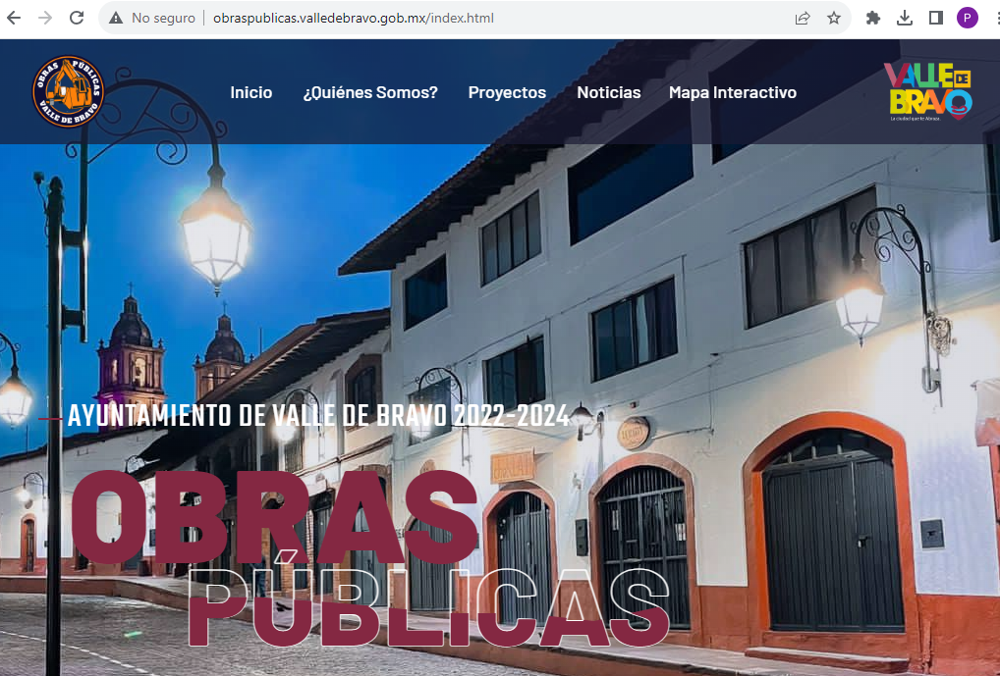 No seguro
obraspublicas.valledebravo.gob.mx/index.html
P
OBRAS PÚBLICAS
VALLE DE BRAVO
Inicio
¿Quiénes Somos?
Proyectos
Noticias
Mapa Interactivo
VALLE DE
BRAVO
La ciudad que te Abraza.
AYUNTAMIENTO DE VALLE DE BRAVO 2022-2024
OBRAS
PÚBLICAS